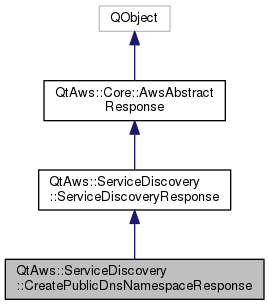 QObject
QtAws::Core::AwsAbstract
Response
QtAws::ServiceDiscovery
::ServiceDiscoveryResponse
QtAws::ServiceDiscovery
::CreatePublicDnsNamespaceResponse